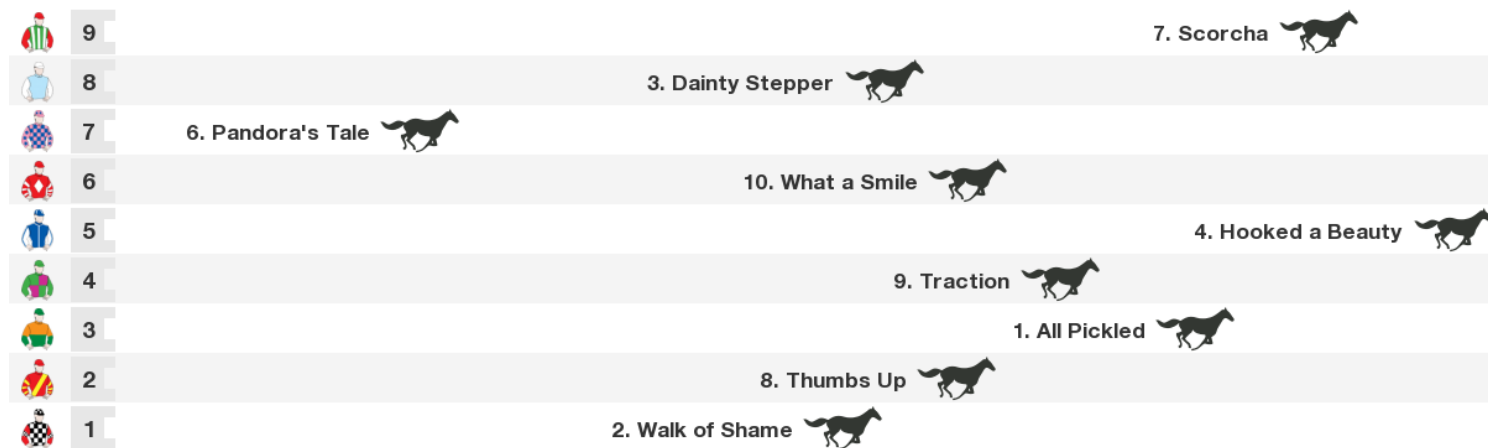 9 7. Scorcha
8 3. Dainty Stepper
7 6. Pandora's Tale
6 10. What a Smile
5 4. Hooked a Beauty
4 9. Traction
3 1. All Pickled
2 8. Thumbs Up
1 2. Walk of Shame